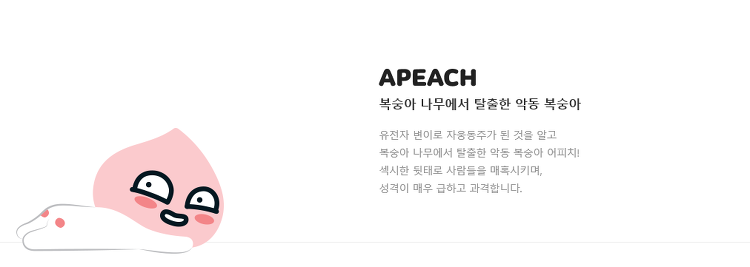 APEACH
복숭아 나무에서 탈출한 악동 복숭아
유전자 변이로 자웅동주가 된 것을 알고
복숭아 나무에서 탈출한 악동 복숭아 어피치!
섹시한 뒷태로 사람들을 매혹시키며,
성격이 매우 급하고 과격합니다.